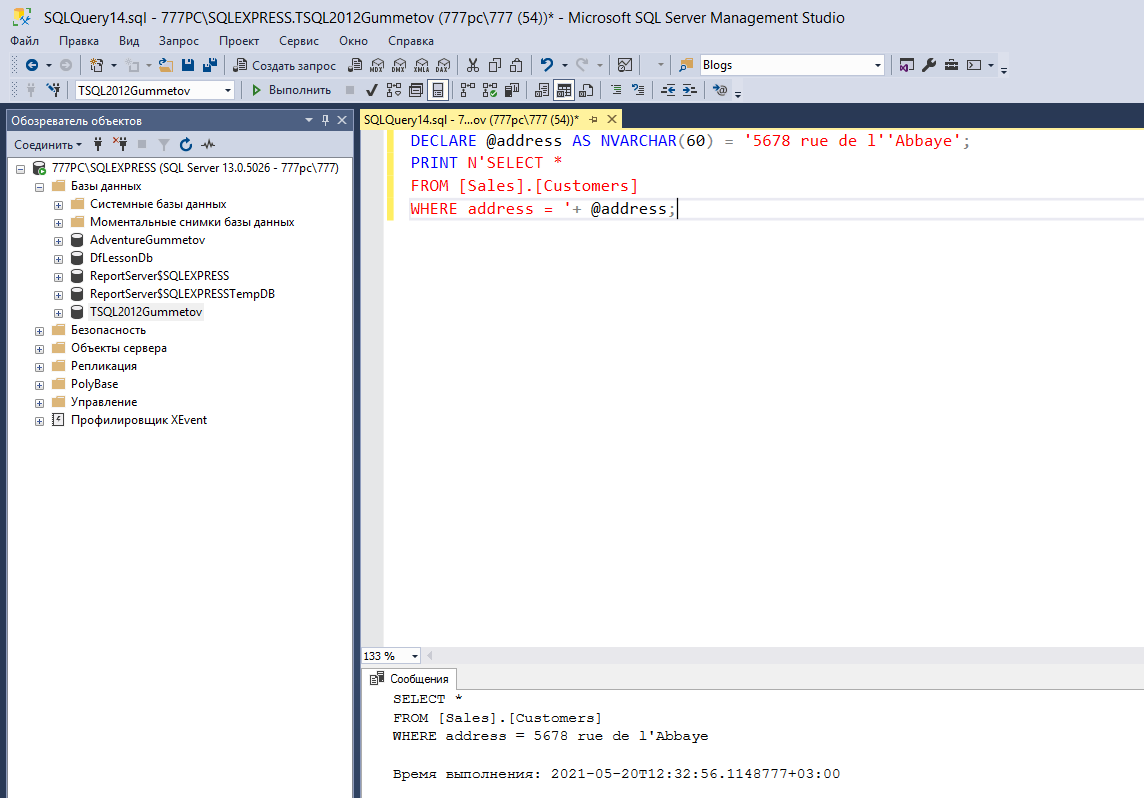 SQLQuery14.sql - 777PC\SQLEXPRESS.TSQL2012Gummetov (777pc\777 (54))* - Microsoft SQL Server Management Studio
Файл Правка Вид Запрос Проект Сервис Окно Справка
Создать запрос MDX DMX XMLA DAX Blogs
TSQL2012Gummetov Выполнить
Обозреватель объектов
Соединить
777PC\SQLEXPRESS (SQL Server 13.0.5026 - 777pc\777)
Базы данных
Системные базы данных
Моментальные снимки базы данных
AdventureGummetov
DfLessonDb
ReportServer$SQLEXPRESS
ReportServer$SQLEXPRESSTempDB
TSQL2012Gummetov
Безопасность
Объекты сервера
Репликация
PolyBase
Управление
Профилировщик XEvent
SQLQuery14.sql - 7...ov (777pc\777 (54))*
DECLARE @address AS NVARCHAR(60) = '5678 rue de l''Abbaye';
PRINT N'SELECT *
FROM [Sales].[Customers]
WHERE address = '+ @address;
133 %
Сообщения
SELECT *
FROM [Sales].[Customers]
WHERE address = 5678 rue de l'Abbaye
Время выполнения: 2021-05-20T12:32:56.1148777+03:00